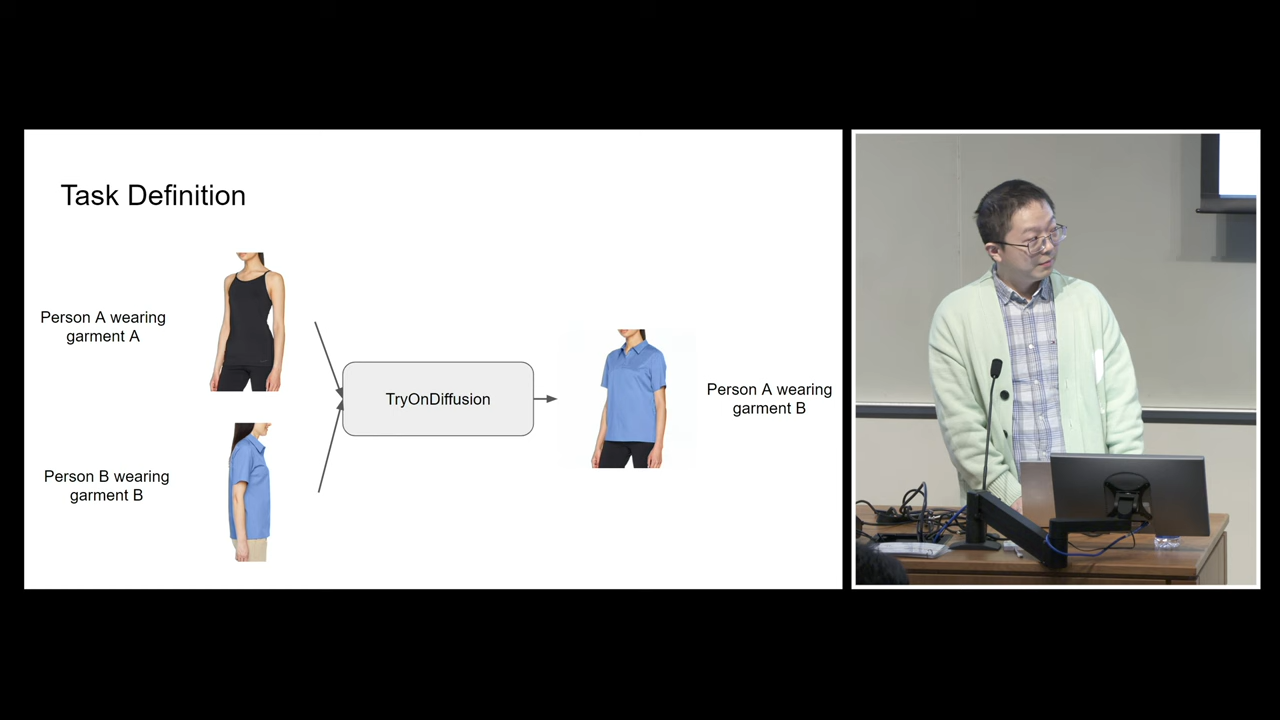 Task Definition
Person A wearing
garment A
Person B wearing
garment B
TryOnDiffusion
Person A wearing
garment B